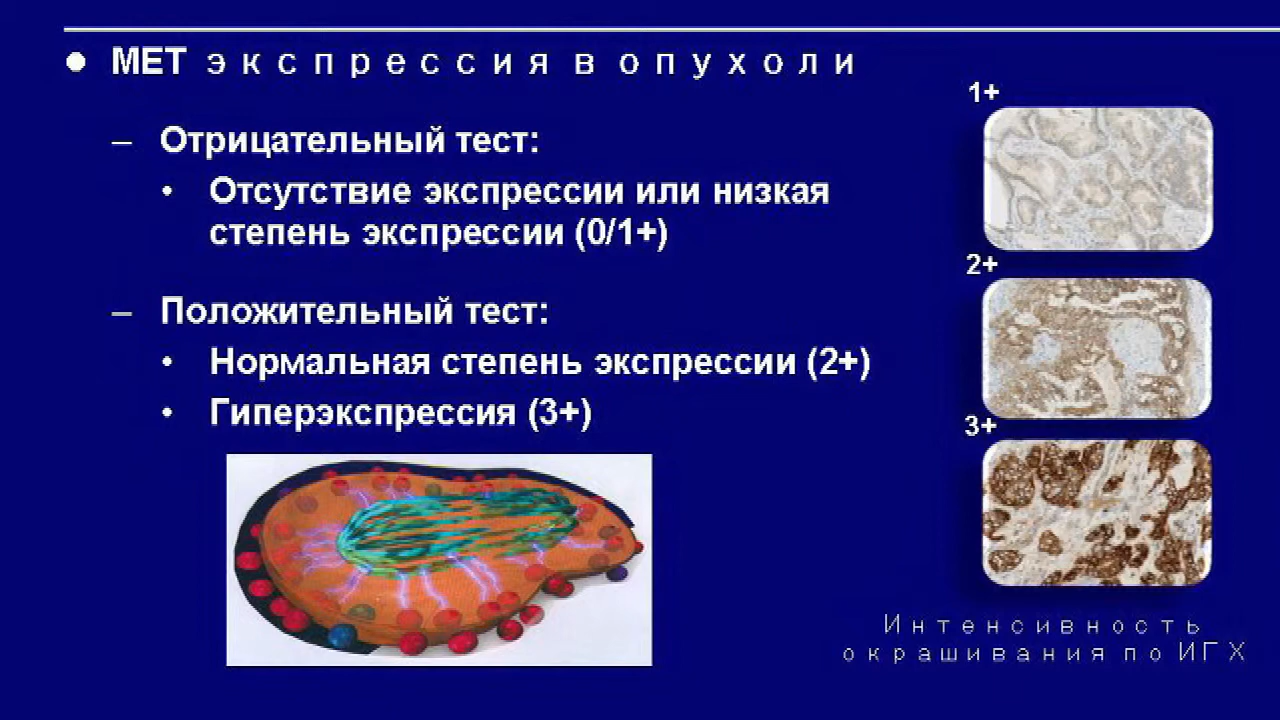 МЕТ экспрессия в опухоли
Отрицательный тест:
Отсутствие экспрессии или низкая
степень экспрессии (0/1+)
Положительный тест:
Нормальная степень экспрессии (2+)
Гиперэкспрессия (3+)
1+
2+
3+
Интенсивность
окрашивания по ИГХ